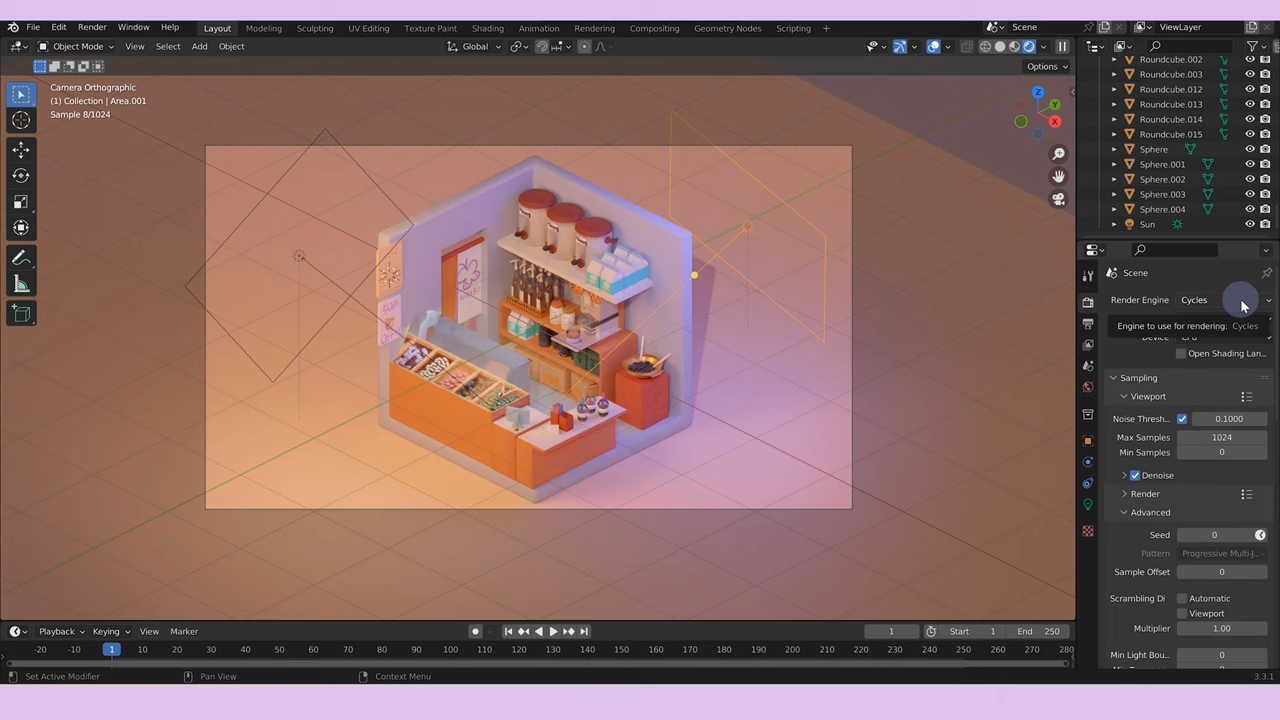 File Edit Render Window Help Layout Modeling Sculpting UV Editing Texture Paint Shading Animation Rendering Compositing Geometry Nodes Scripting + Scene ViewLayer
Object Mode View Select Add Object Global
Options
Camera Orthographic
(1) Collection | Area.001
Sample 8/1024
Z
Y
X
Roundcube.002
Roundcube.003
Roundcube.012
Roundcube.013
Roundcube.014
Roundcube.015
Sphere
Sphere.001
Sphere.002
Sphere.003
Sphere.004
Sun
Scene
Render Engine Cycles
Engine to use for rendering: Cycles
Open Shading Lan...
Sampling
Viewport
Noise Thresh... 0.1000
Max Samples 1024
Min Samples 0
Denoise
Render
Advanced
Seed 0
Pattern Progressive Multi-J...
Sample Offset 0
Scrambling Di Automatic
Viewport
Multiplier 1.00
Min Light Bou... 0
Playback Keying View Marker 1 Start 1 End 250
-20 -10 1 10 20 30 40 50 60 70 80 90 100 110 120 130 140 150 160 170 180 190 200 210 220 230 240 250 260 270 280
Set Active Modifier Pan View Context Menu 3.3.1